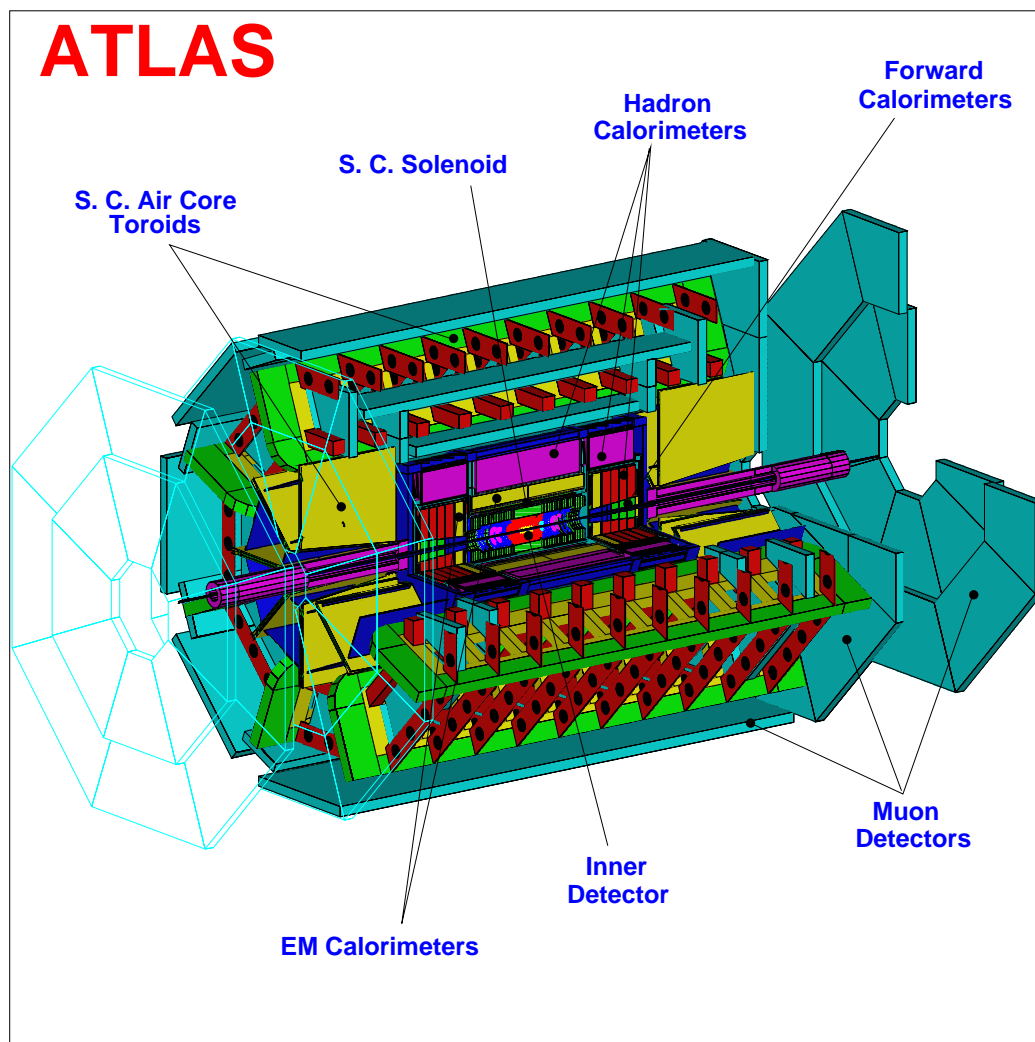 ATLAS
Forward
Calorimeters
Hadron
Calorimeters
S. C. Solenoid
S. C. Air Core
Toroids
Muon
Detectors
Inner
Detector
EM Calorimeters